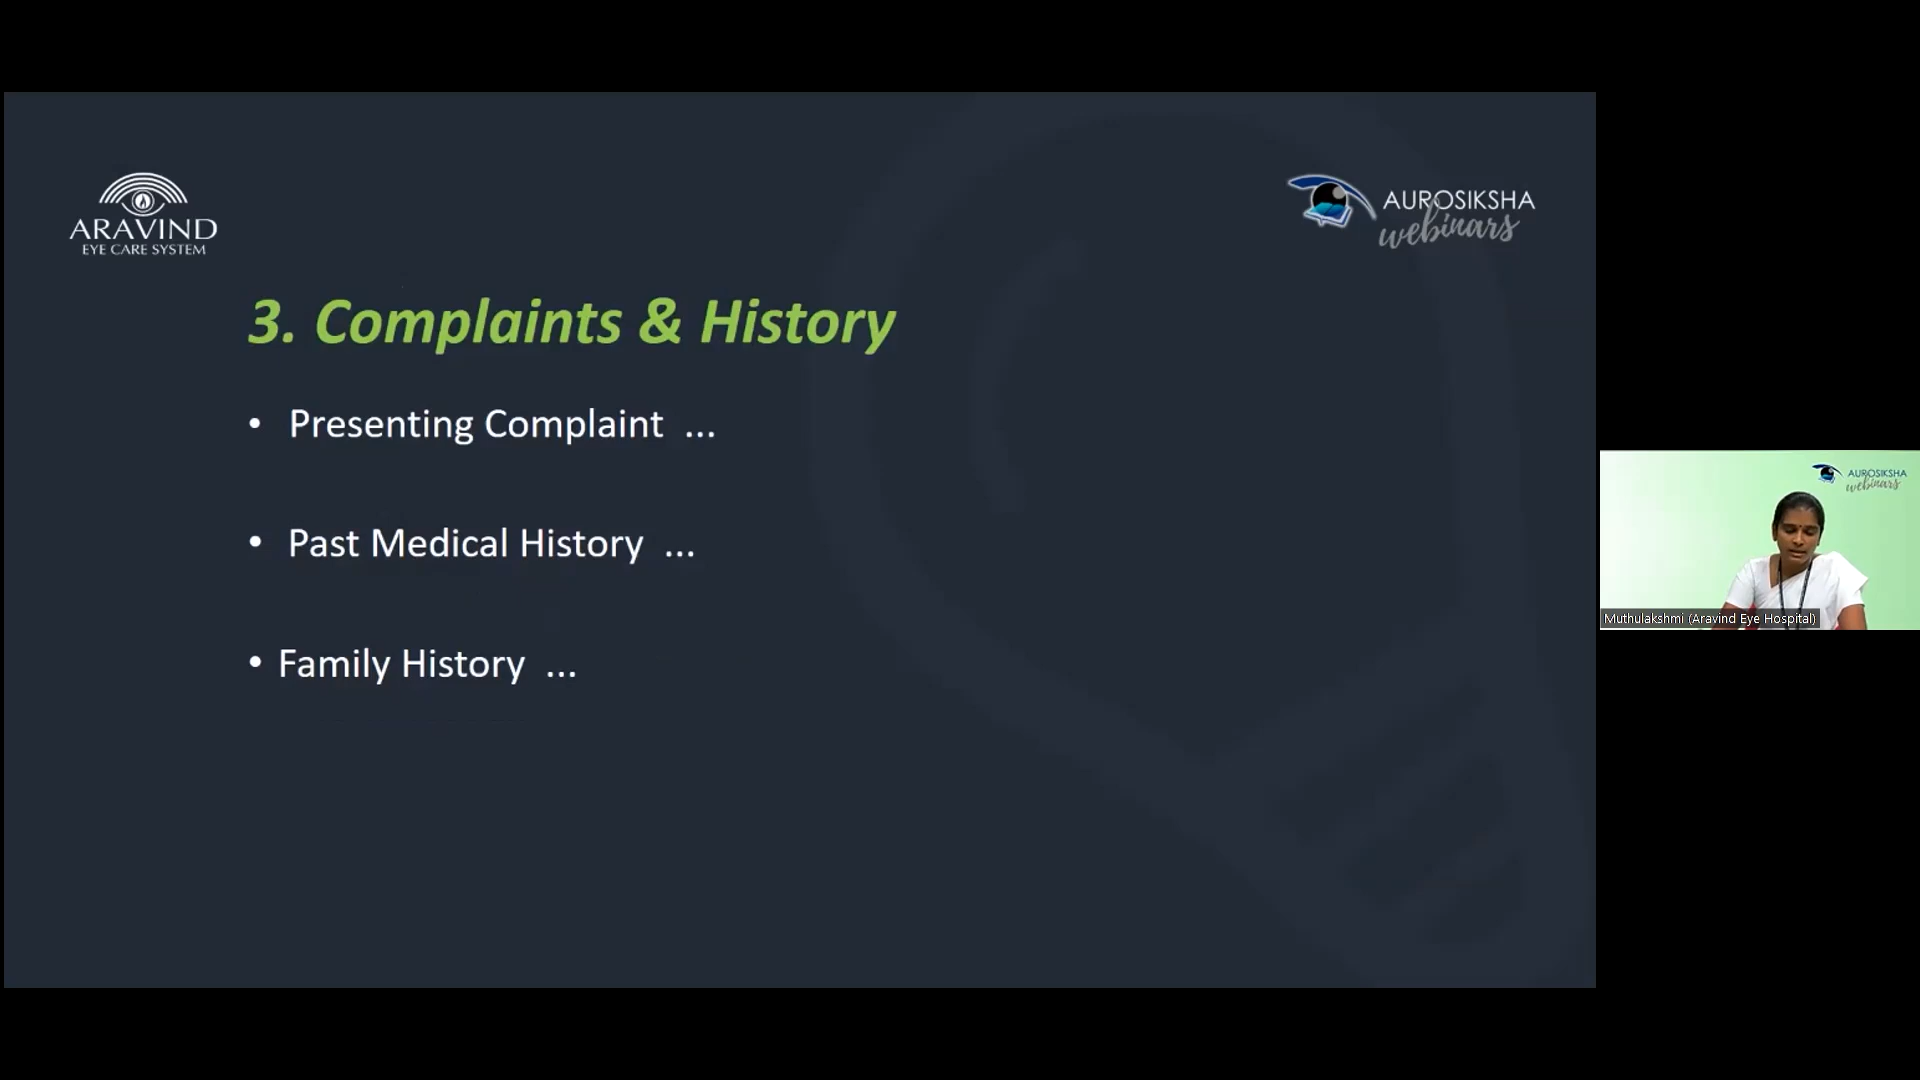 ARAVIND
EYE CARE SYSTEM
AUROSIKSHA
webinars
3. Complaints & History
• Presenting Complaint ...
• Past Medical History ...
• Family History ...
AUROSIKSHA
webinars
Muthulakshmi (Aravind Eye Hospital)